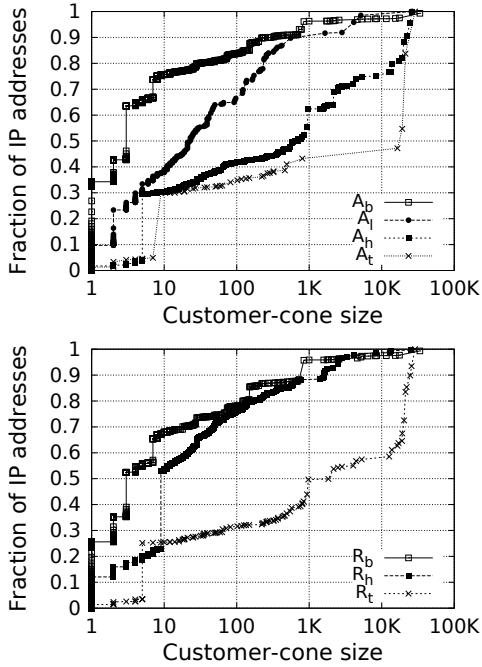 Fraction of IP addresses
1
0.9
0.8
0.7
0.6
0.5
0.4
0.3
0.2
0.1
0
A_b
A_l
A_h
A_t
1 10 100 1K 10K 100K
Customer-cone size
Fraction of IP addresses
1
0.9
0.8
0.7
0.6
0.5
0.4
0.3
0.2
0.1
0
R_b
R_h
R_t
1 10 100 1K 10K 100K
Customer-cone size